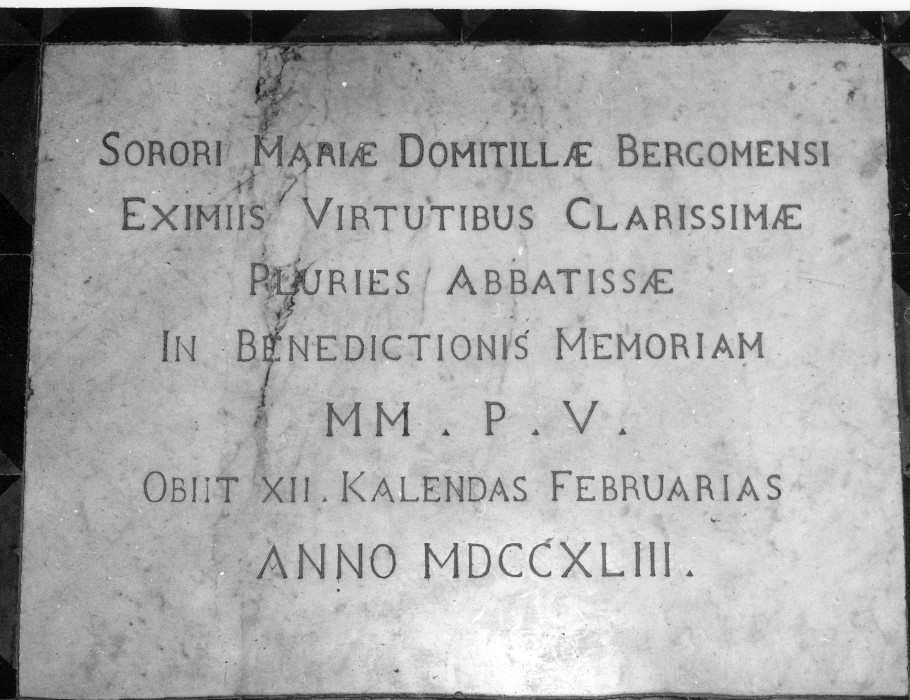 SORORI MARIÆ DOMITILLÆ BERGOMENSI
EXIMIIS VIRTUTIBUS CLARISSIMÆ
PLURIES ABBATISSÆ
IN BENEDICTIONIS MEMORIAM
MM . P . V .
OBIIT XII . KALENDAS FEBRUARIAS
ANNO MDCCXLIII .